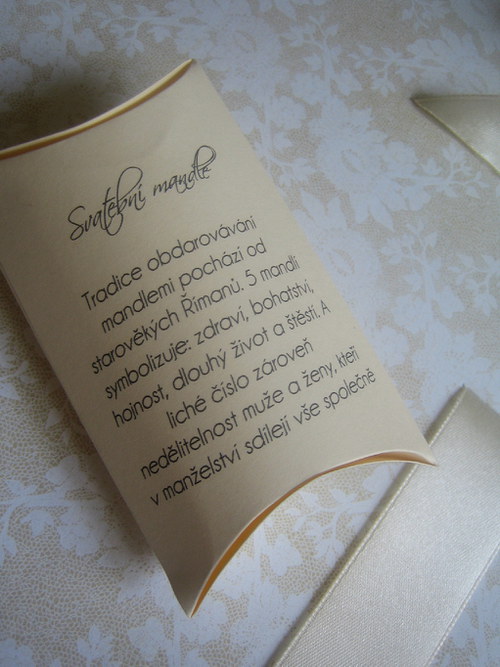 Svatební mandle
Tradice obdarovávání
mandlemi pochází od
starověkých Římanů. 5 mandlí
symbolizuje: zdraví, bohatství,
hojnost, dlouhý život a štěstí. A
liché číslo zároveň
nedělitelnost muže a ženy, kteří
v manželství sdílejí vše společně